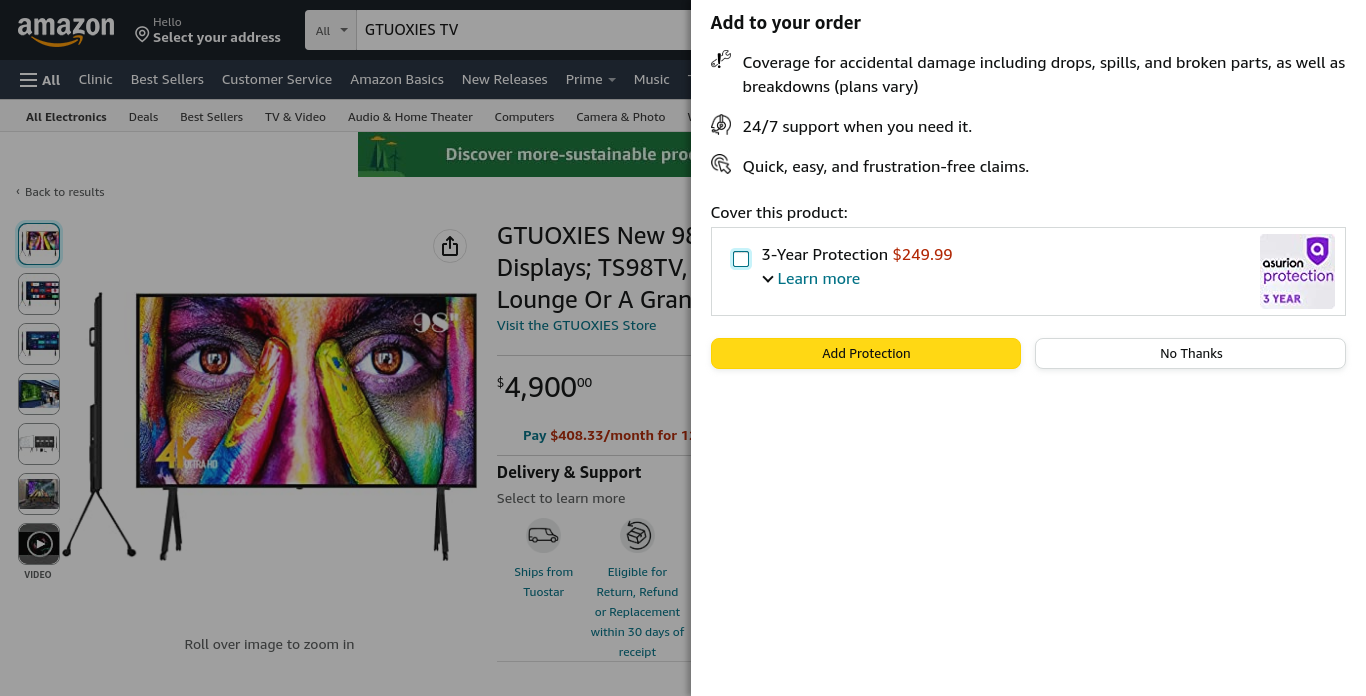 amazon
Hello
Select your address
All
GTUOXIES TV
All
Clinic
Best Sellers
Customer Service
Amazon Basics
New Releases
Prime
Music
All Electronics
Deals
Best Sellers
TV & Video
Audio & Home Theater
Computers
Camera & Photo
Discover more-sustainable
‹ Back to results
98"
4K
ULTRA HD
VIDEO
Roll over image to zoom in
GTUOXIES New
Displays; TS98TV,
Lounge Or A
Visit the GTUOXIES Store
$4,90000
Pay $408.33/month for
Delivery & Support
Select to learn more
Ships from
Tuostar
Eligible for
Return, Refund
or Replacement
within 30 days of
receipt
Add to your order
Coverage for accidental damage including drops, spills, and broken parts, as well as
breakdowns (plans vary)
24/7 support when you need it.
Quick, easy, and frustration-free claims.
Cover this product:
3-Year Protection $249.99
Learn more
asurion
protection
3 YEAR
Add Protection
No Thanks